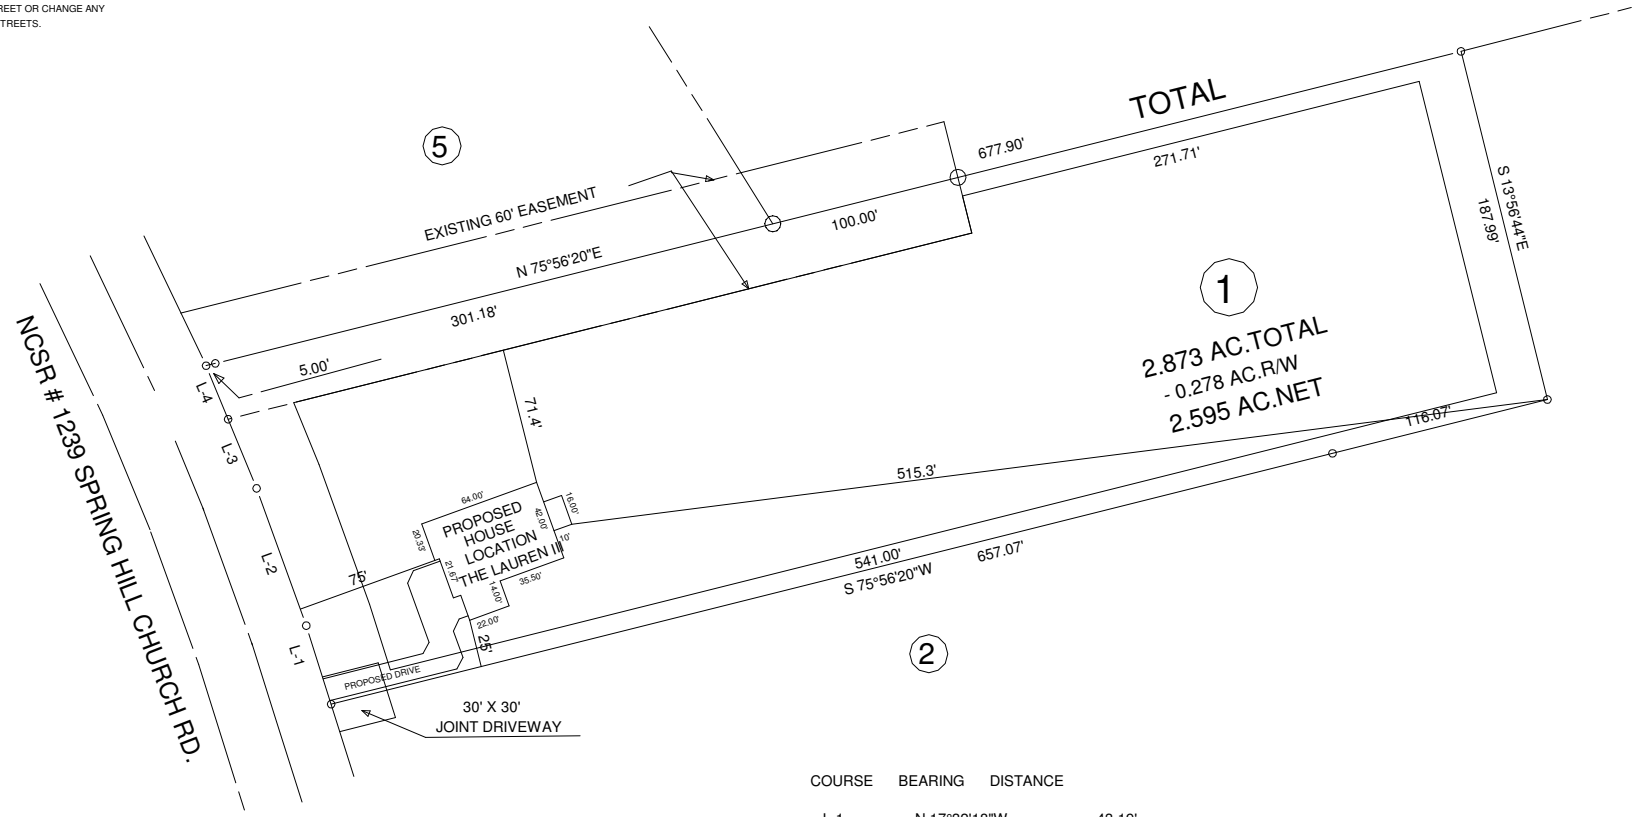 REET OR CHANGE ANY
TREETS.
TOTAL
677.90'
271.71'
5
EXISTING 60' EASEMENT
100.00'
N 75°56'20"E
301.18'
5.00'
S 13°56'44"E
187.99'
1
2.873 AC.TOTAL
- 0.278 AC.R/W
2.595 AC.NET
116.07'
NCSR # 1239 SPRING HILL CHURCH RD.
L-4
L-3
L-2
L-1
71.4'
515.3'
64.00'
16.00'
42.00'
10'
20.33'
21.67'
PROPOSED
HOUSE
LOCATION
THE LAUREN III
35.50'
14.00'
22.00'
75'
25'
541.00'
657.07'
S 75°56'20"W
PROPOSED DRIVE
2
30' X 30'
JOINT DRIVEWAY
COURSE BEARING DISTANCE